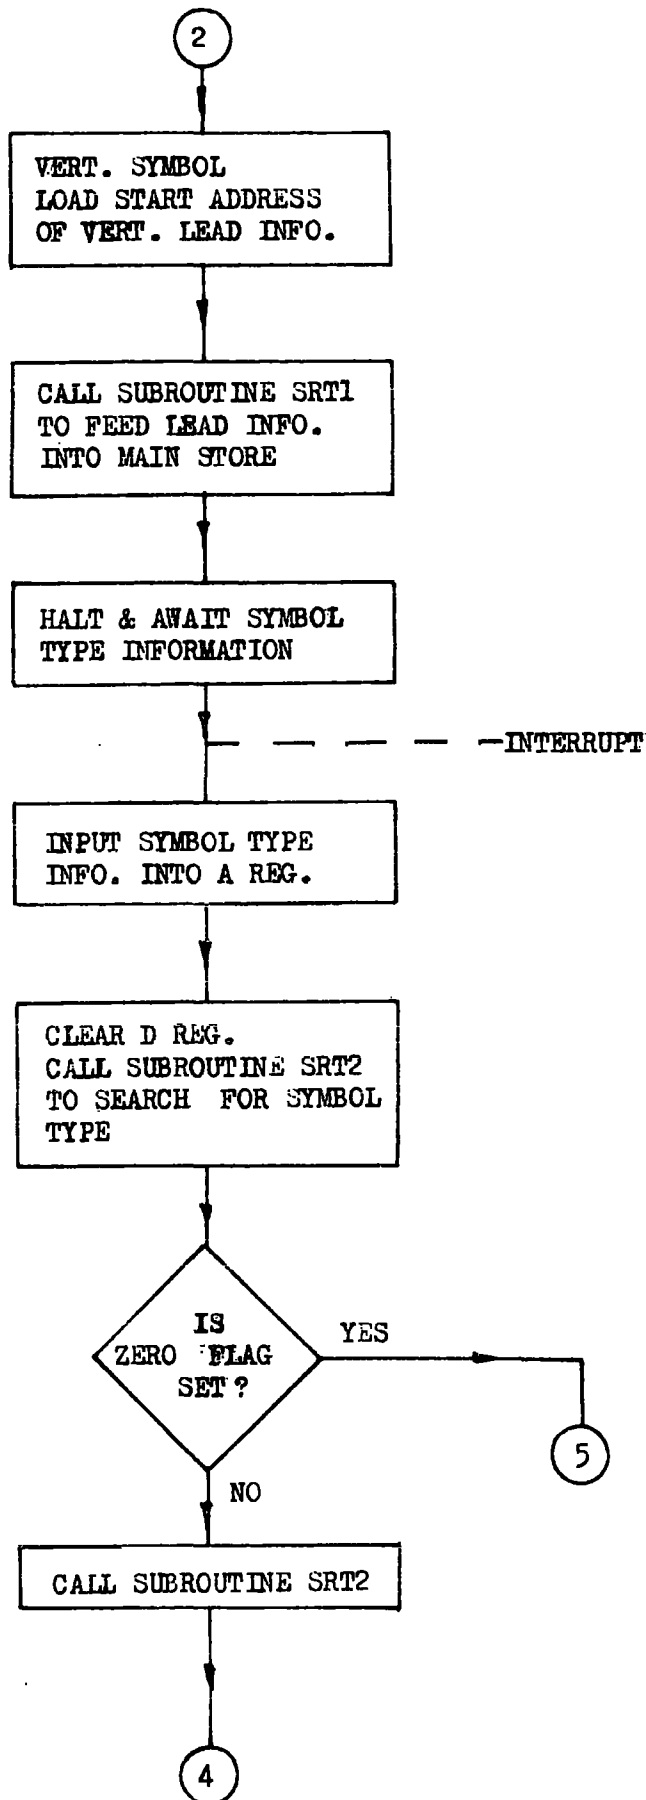 2
VERT. SYMBOL
LOAD START ADDRESS
OF VERT. LEAD INFO.
CALL SUBROUTINE SRT1
TO FEED LEAD INFO.
INTO MAIN STORE
HALT & AWAIT SYMBOL
TYPE INFORMATION
INTERRUPT
INPUT SYMBOL TYPE
INFO. INTO A REG.
CLEAR D REG.
CALL SUBROUTINE SRT2
TO SEARCH FOR SYMBOL
TYPE
IS
ZERO FLAG
SET?
YES
5
NO
CALL SUBROUTINE SRT2
4